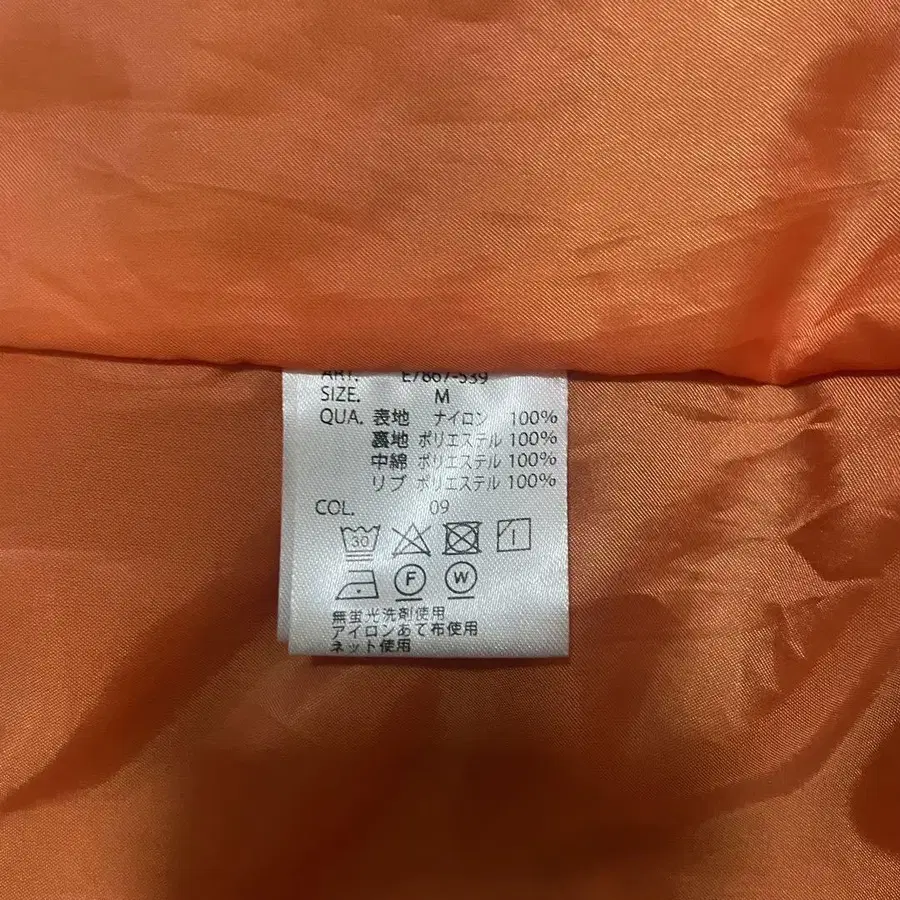 ART. E7867-539
SIZE. M
QUA. 表地 ナイロン 100%
裏地 ポリエステル 100%
中綿 ポリエステル 100%
リブ ポリエステル 100%
COL. 09
30
F W
無蛍光洗剤使用
アイロンあて布使用
ネット使用